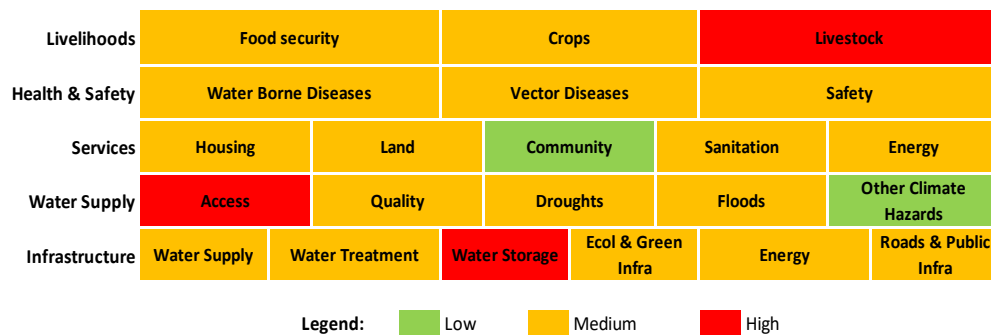 Livelihoods Food security Crops Livestock
Health & Safety Water Borne Diseases Vector Diseases Safety
Services Housing Land Community Sanitation Energy
Water Supply Access Quality Droughts Floods Other Climate
Hazards
Infrastructure Water Supply Water Treatment Water Storage Ecol & Green
Infra Energy Roads & Public
Infra
Legend: Low Medium High